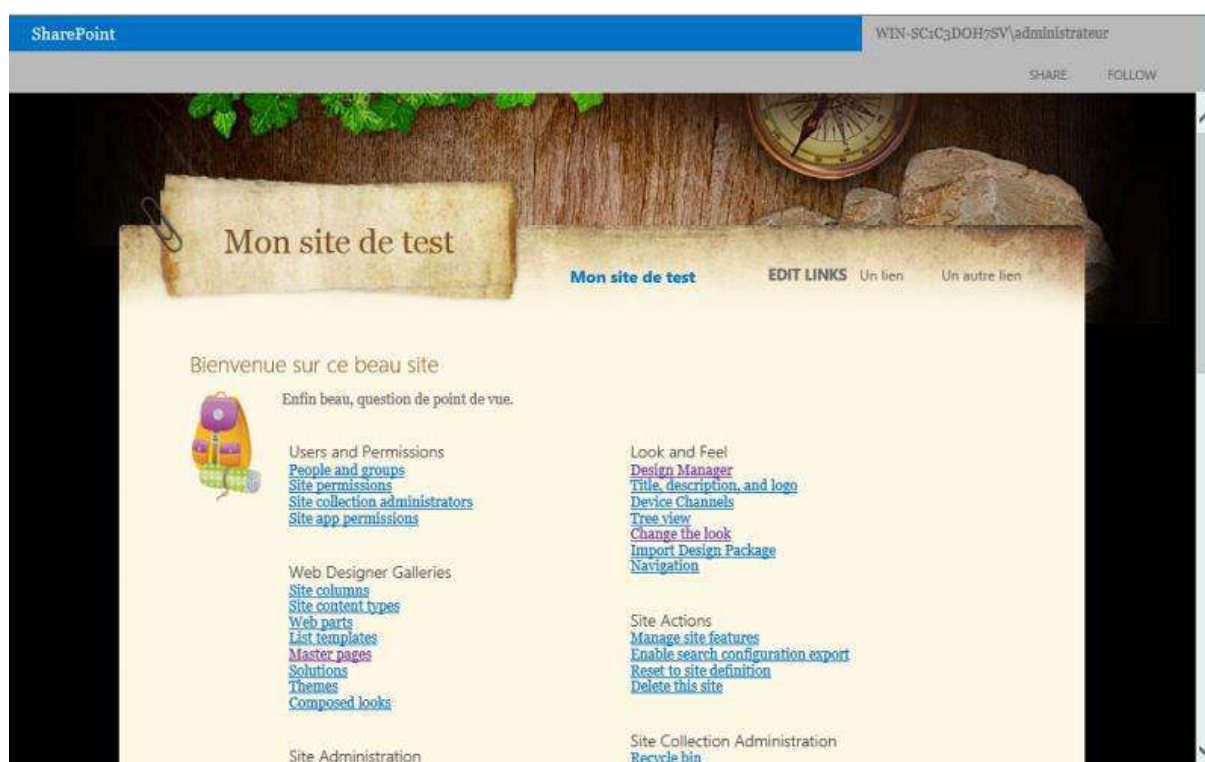 SharePoint
WIN-SC1C3DOH7SV\administrateur
SHARE FOLLOW
Mon site de test
Mon site de test EDIT LINKS Un lien Un autre lien
Bienvenue sur ce beau site
Enfin beau, question de point de vue.
Users and Permissions
People and groups
Site permissions
Site collection administrators
Site app permissions
Look and Feel
Design Manager
Title, description, and logo
Device Channels
Tree view
Change the look
Import Design Package
Navigation
Web Designer Galleries
Site columns
Site content types
Web parts
List templates
Master pages
Solutions
Themes
Composed looks
Site Actions
Manage site features
Enable search configuration export
Reset to site definition
Delete this site
Site Administration
Site Collection Administration
Recycle bin